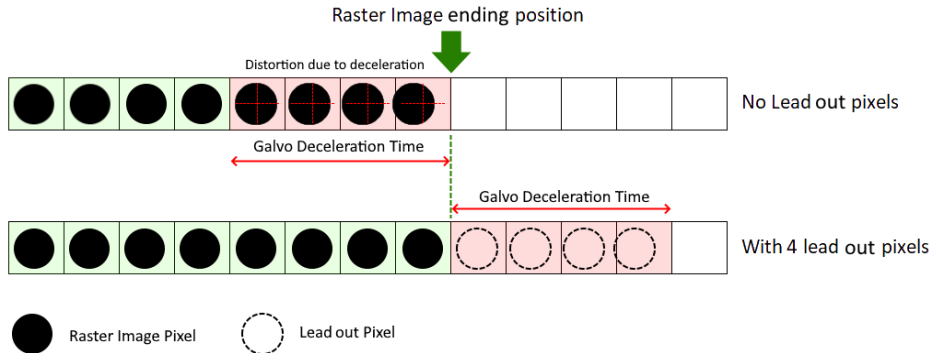 Raster Image ending position
Distortion due to deceleration
No Lead out pixels
Galvo Deceleration Time
Galvo Deceleration Time
With 4 lead out pixels
Raster Image Pixel
Lead out Pixel